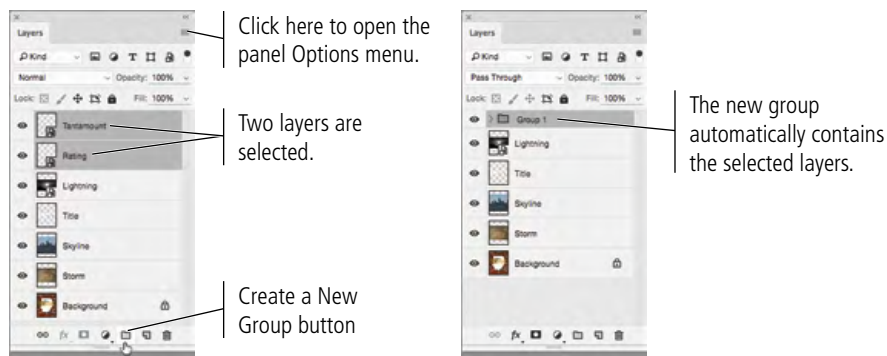 Layers
Click here to open the
panel Options menu.
Kind
Normal
Opacity: 100%
Lock:
Fill: 100%
Tantamount
Rating
Two layers are
selected.
Lightning
Title
Skyline
Storm
Background
Create a New
Group button
fx
Layers
Kind
Pass Through
Opacity: 100%
Lock:
Fill: 100%
Group 1
The new group
automatically contains
the selected layers.
Lightning
Title
Skyline
Storm
Background
fx